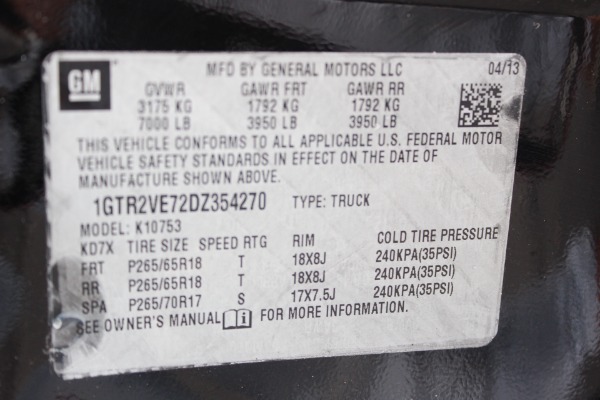 GM
MFD BY GENERAL MOTORS LLC 04/13
GVWR GAWR FRT GAWR RR
3175 KG 1792 KG 1792 KG
7000 LB 3950 LB 3950 LB
THIS VEHICLE CONFORMS TO ALL APPLICABLE U.S. FEDERAL MOTOR
VEHICLE SAFETY STANDARDS IN EFFECT ON THE DATE OF
MANUFACTURE SHOWN ABOVE.
1GTR2VE72DZ354270 TYPE: TRUCK
MODEL: K10753
KD7X TIRE SIZE SPEED RTG RIM COLD TIRE PRESSURE
FRT P265/65R18 T 18X8J 240KPA(35PSI)
RR P265/65R18 T 18X8J 240KPA(35PSI)
SPA P265/70R17 S 17X7.5J 240KPA(35PSI)
SEE OWNER'S MANUAL FOR MORE INFORMATION.